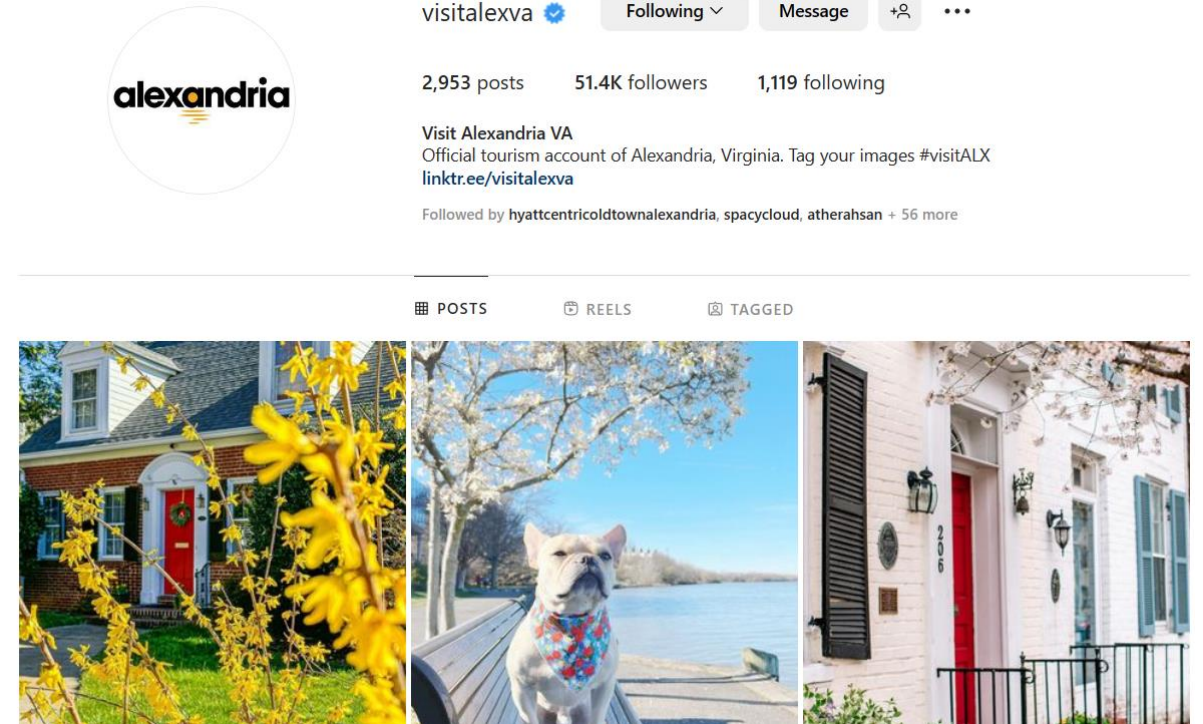 visitalexva
Following
Message
2,953 posts
51.4K followers
1,119 following
alexandria
Visit Alexandria VA
Official tourism account of Alexandria, Virginia. Tag your images #visitALX
linktr.ee/visitalexva
Followed by hyattcentricoldtownalexandria, spacycloud, atherahsan + 56 more
POSTS
REELS
TAGGED
206